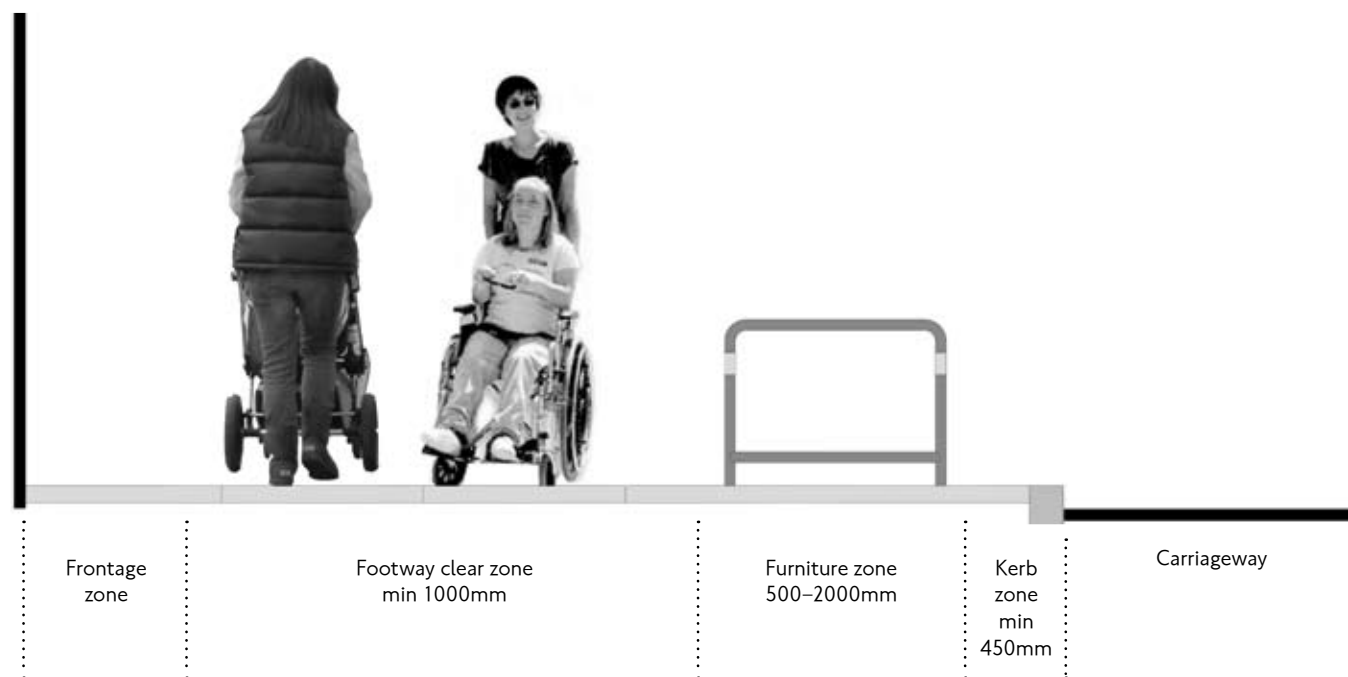 Frontage
zone
Footway clear zone
min 1000mm
Furniture zone
500–2000mm
Kerb
zone
min
450mm
Carriageway